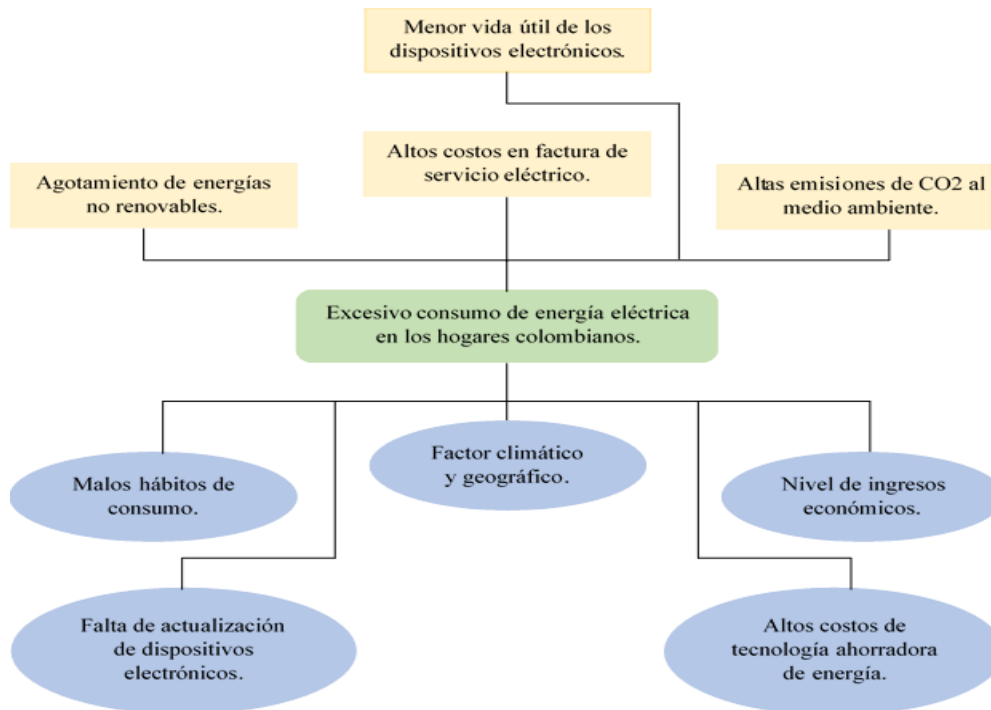 Menor vida útil de los
dispositivos electrónicos.
Altos costos en factura de
servicio eléctrico.
Agotamiento de energías
no renovables.
Altas emisiones de CO2 al
medio ambiente.
Excesivo consumo de energía eléctrica
en los hogares colombianos.
Factor climático
y geográfico.
Malos hábitos de
consumo.
Nivel de ingresos
económicos.
Falta de actualización
de dispositivos
electrónicos.
Altos costos de
tecnología ahorradora
de energía.